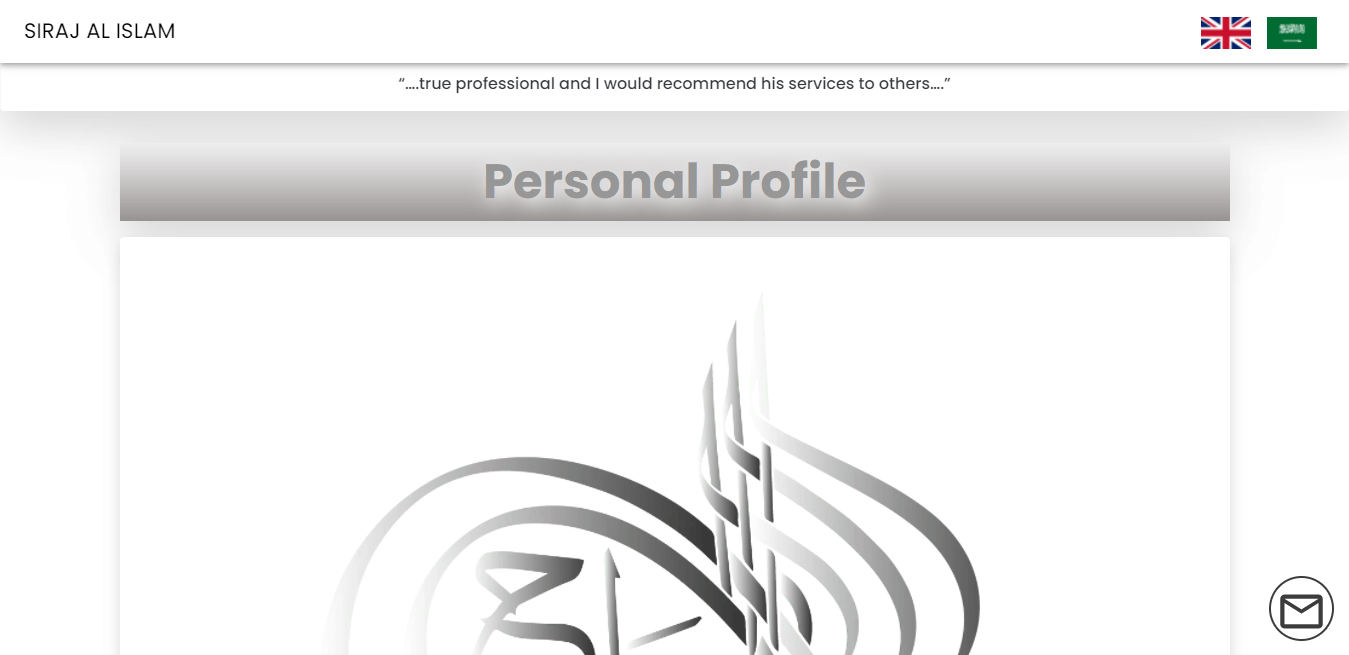 SIRAJ AL ISLAM
“....true professional and I would recommend his services to others....”
Personal Profile